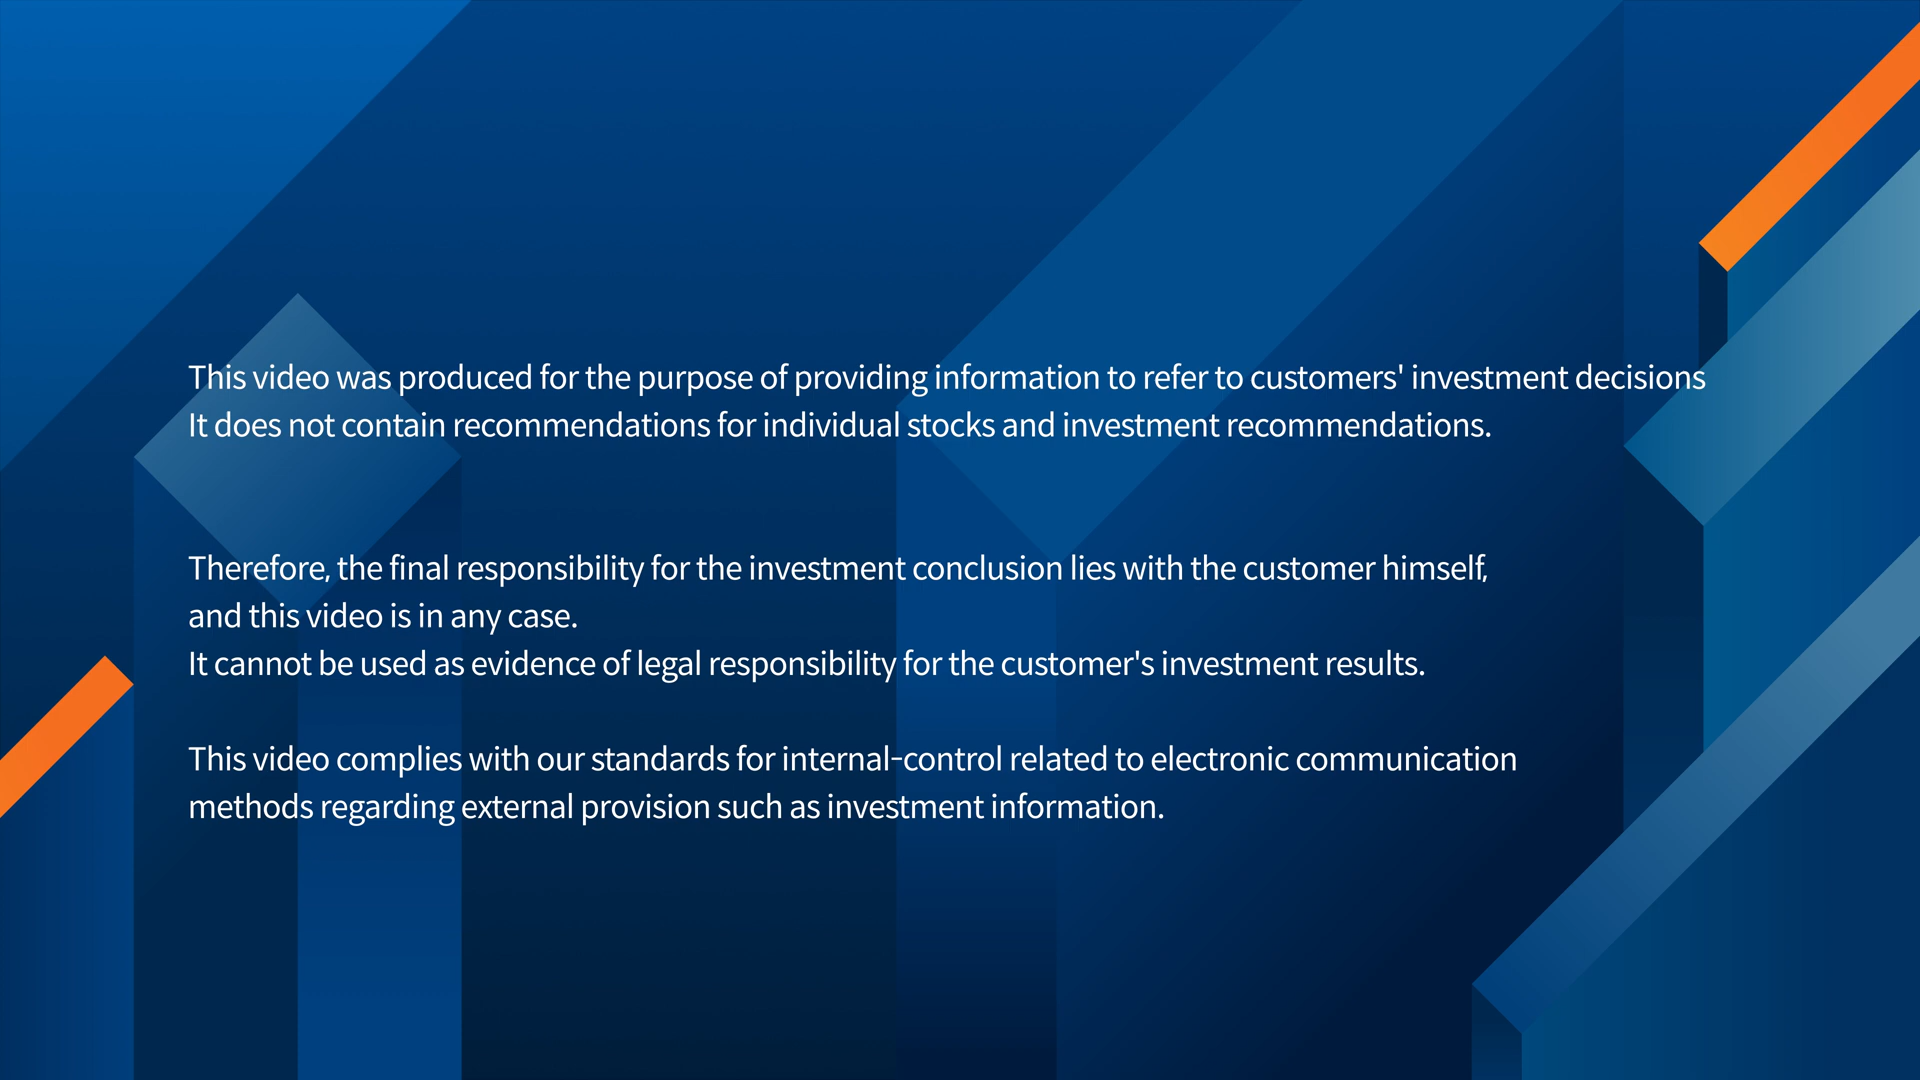 This video was produced for the purpose of providing information to refer to customers' investment decisions
It does not contain recommendations for individual stocks and investment recommendations.
Therefore, the final responsibility for the investment conclusion lies with the customer himself,
and this video is in any case.
It cannot be used as evidence of legal responsibility for the customer's investment results.
This video complies with our standards for internal-control related to electronic communication
methods regarding external provision such as investment information.